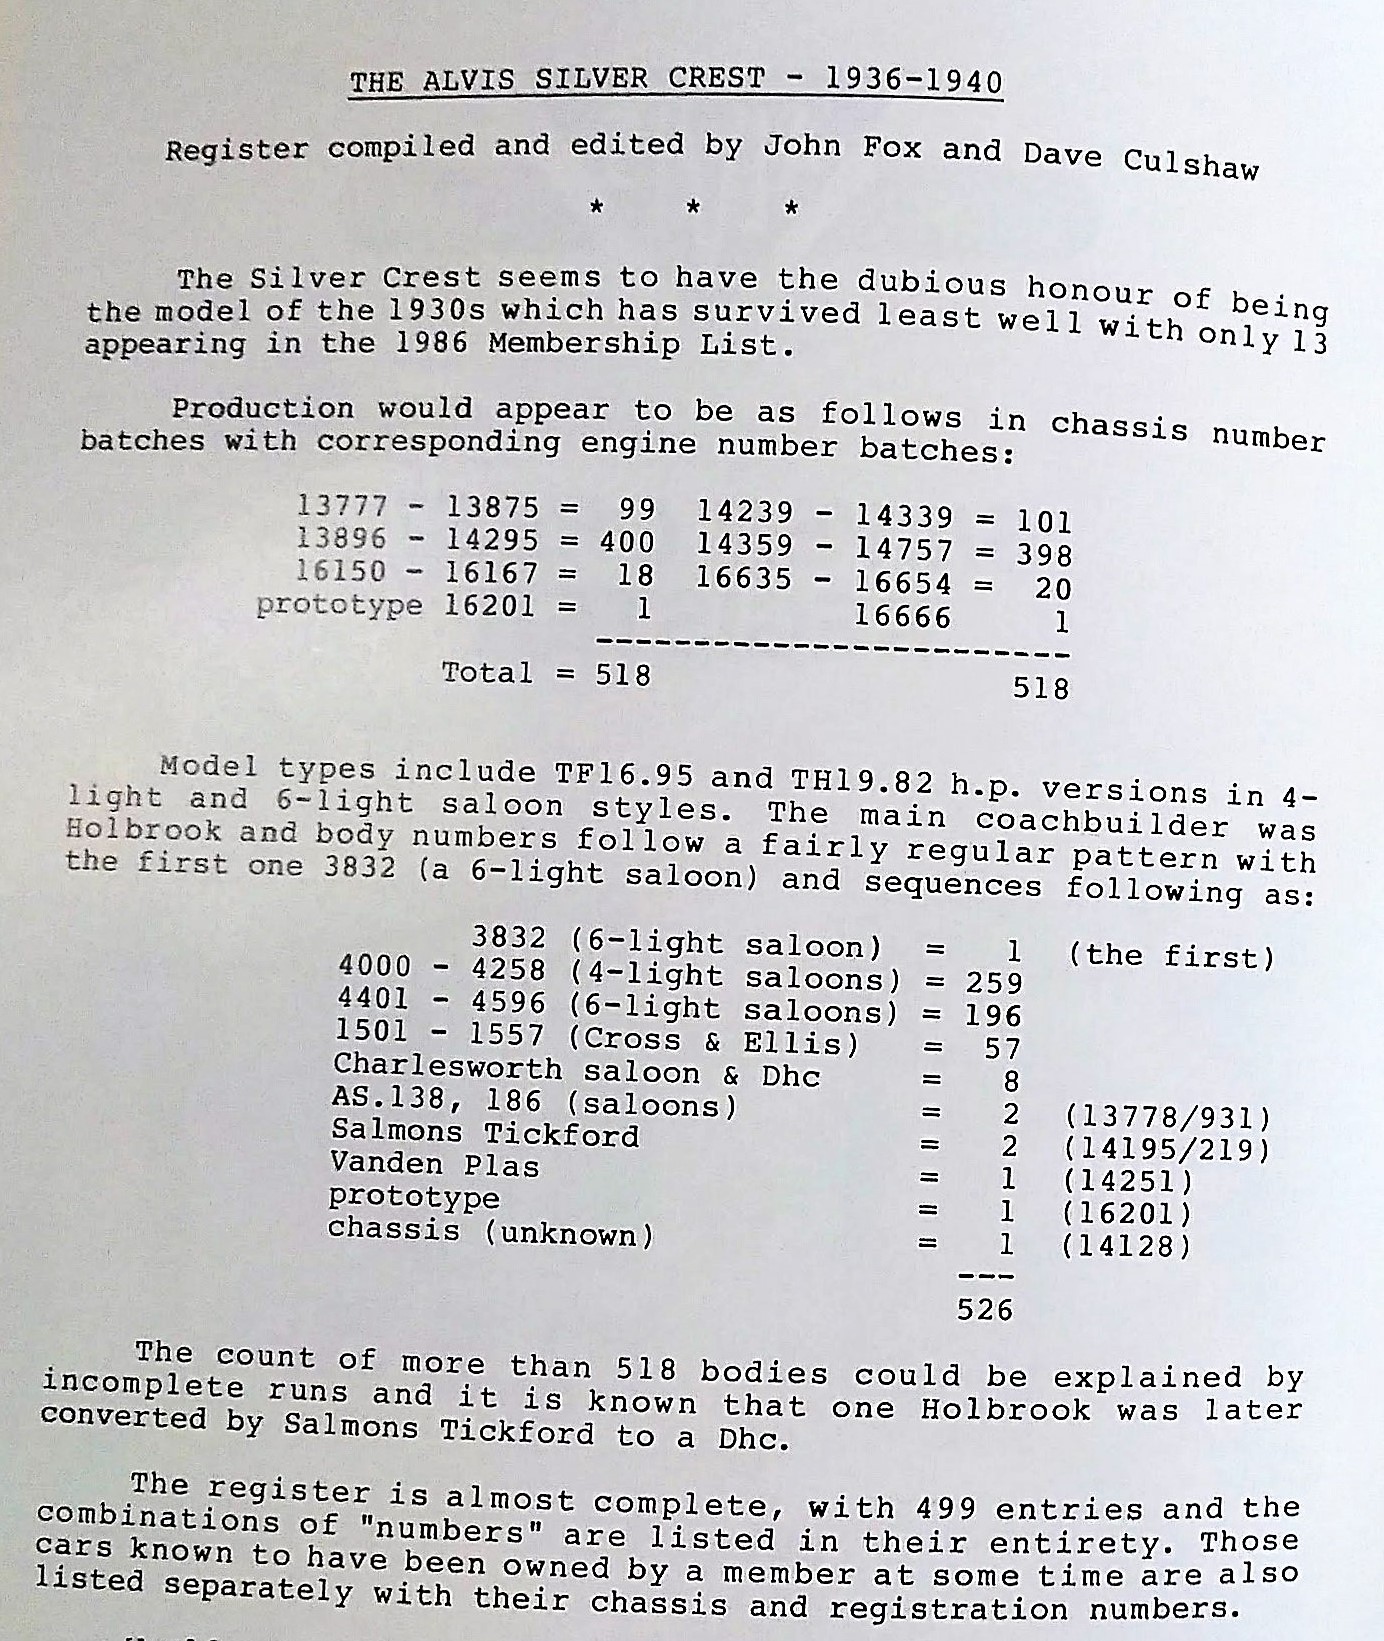 THE ALVIS SILVER CREST - 1936-1940
Register compiled and edited by John Fox and Dave Culshaw
* * *
The Silver Crest seems to have the dubious honour of being
the model of the 1930s which has survived least well with only 13
appearing in the 1986 Membership List.
Production would appear to be as follows in chassis number
batches with corresponding engine number batches:
13777 - 13875 = 99 14239 - 14339 = 101
13896 - 14295 = 400 14359 - 14757 = 398
16150 - 16167 = 18 16635 - 16654 = 20
prototype 16201 = 1 16666 1
--------------------------
Total = 518 518
Model types include TF16.95 and TH19.82 h.p. versions in 4-
light and 6-light saloon styles. The main coachbuilder was
Holbrook and body numbers follow a fairly regular pattern with
the first one 3832 (a 6-light saloon) and sequences following as:
3832 (6-light saloon) = 1 (the first)
4000 - 4258 (4-light saloons) = 259
4401 - 4596 (6-light saloons) = 196
1501 - 1557 (Cross & Ellis) = 57
Charlesworth saloon & Dhc = 8
AS.138, 186 (saloons) = 2 (13778/931)
Salmons Tickford = 2 (14195/219)
Vanden Plas = 1 (14251)
prototype = 1 (16201)
chassis (unknown) = 1 (14128)
---
526
The count of more than 518 bodies could be explained by
incomplete runs and it is known that one Holbrook was later
converted by Salmons Tickford to a Dhc.
The register is almost complete, with 499 entries and the
combinations of "numbers" are listed in their entirety. Those
cars known to have been owned by a member at some time are also
listed separately with their chassis and registration numbers.